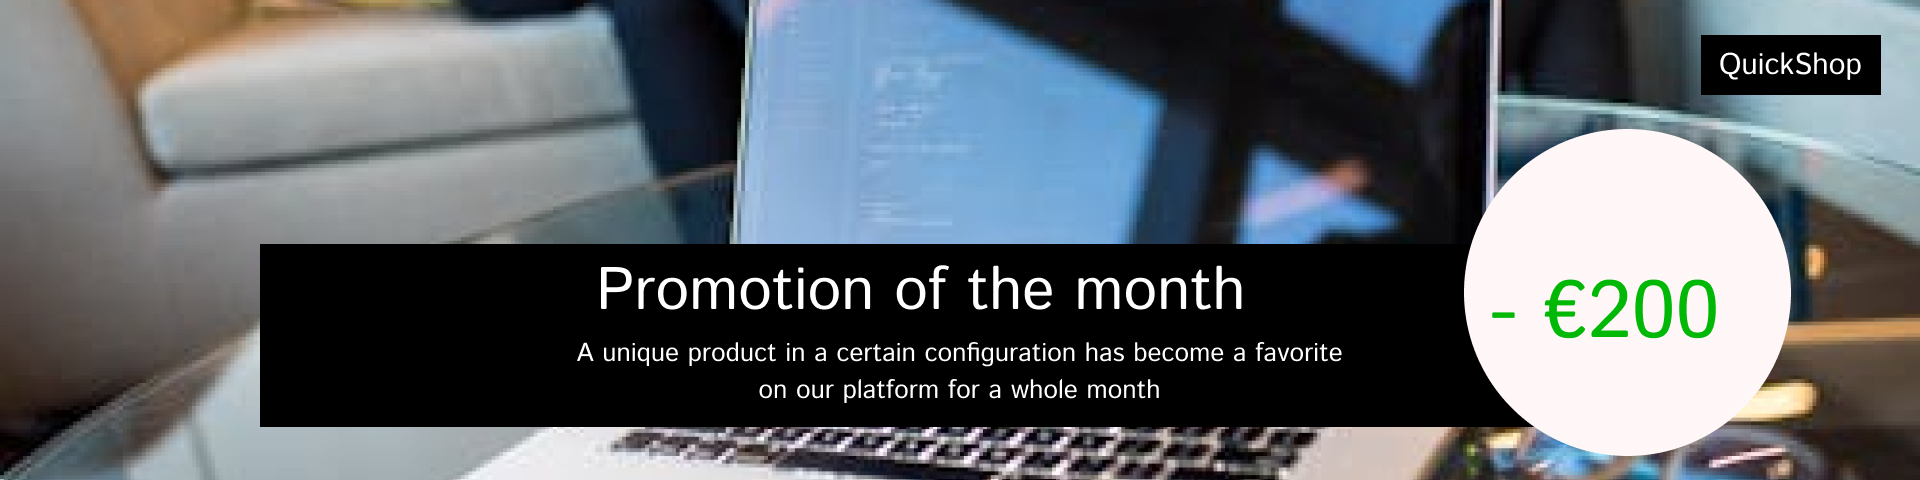 QuickShop
Promotion of the month
A unique product in a certain configuration has become a favorite
on our platform for a whole month
- €200